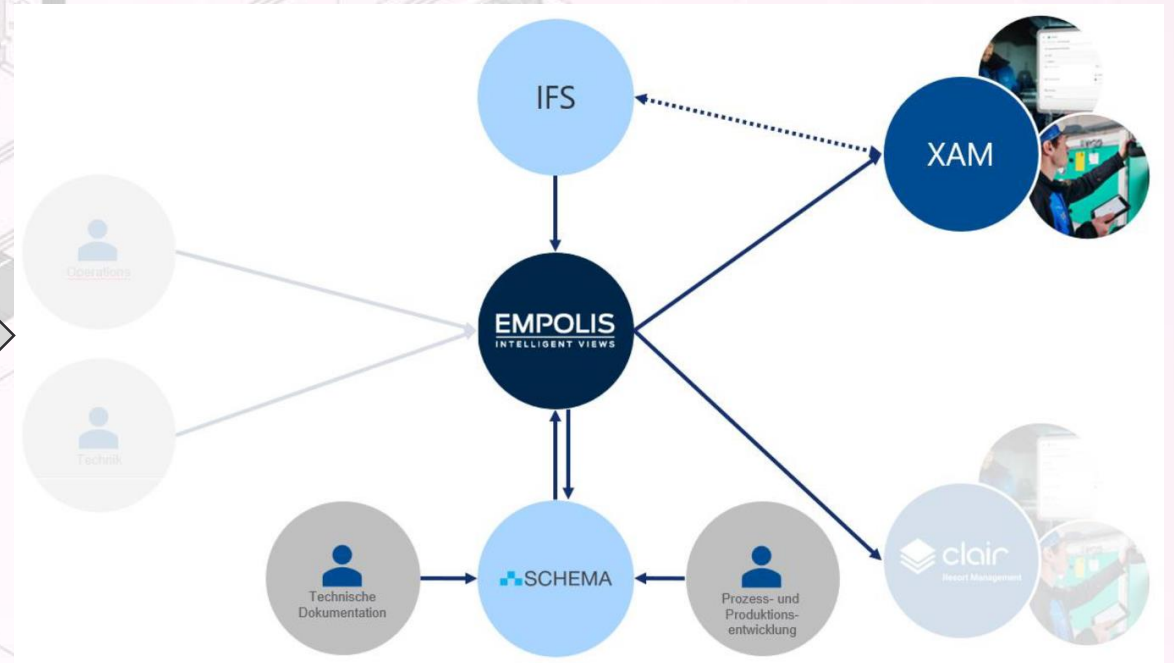 IFS
XAM
Operations
EMPOLIS
INTELLIGENT VIEWS
Technik
Technische
Dokumentation
SCHEMA
Prozess- und
Produktions-
entwicklung
clair
Resort Management